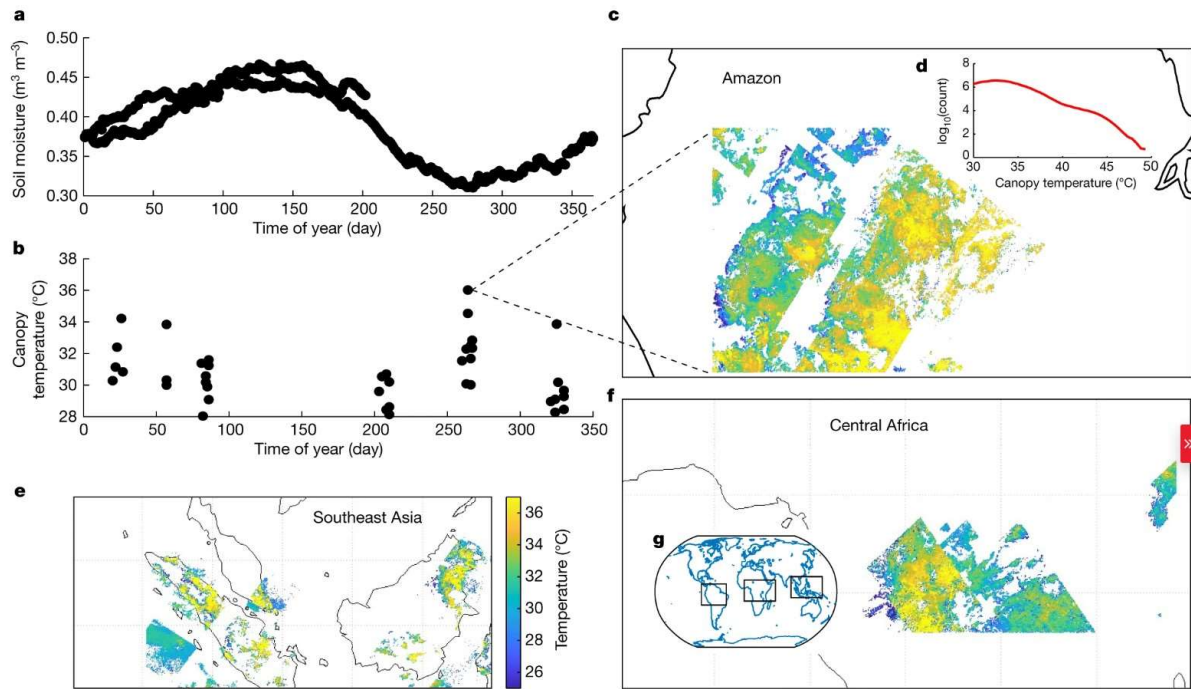 a
Soil moisture (m³ m⁻³)
0.50
0.45
0.40
0.35
0.30
0 50 100 150 200 250 300 350
Time of year (day)
b
Canopy
temperature (°C)
38
36
34
32
30
28
0 50 100 150 200 250 300 350
Time of year (day)
c
Amazon
d
log₁₀(count)
8
6
4
2
0
30 35 40 45 50
Canopy temperature (°C)
e
Southeast Asia
36
34
32
30
28
26
Temperature (°C)
f
Central Africa
g
»